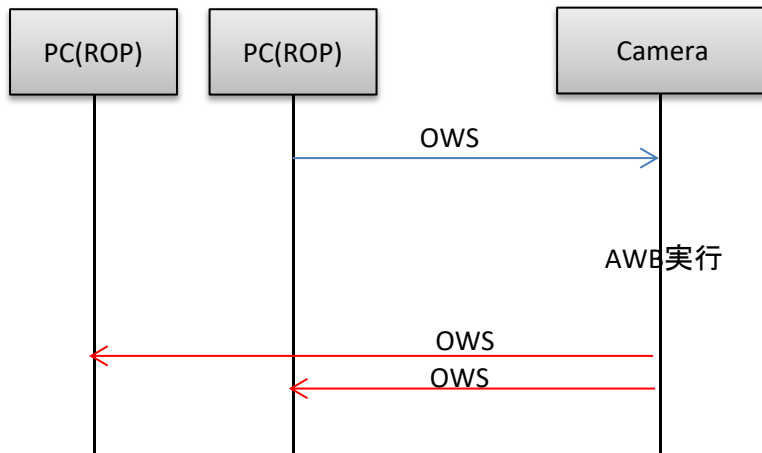 PC(ROP)
PC(ROP)
Camera
OWS
AWB実行
OWS
OWS